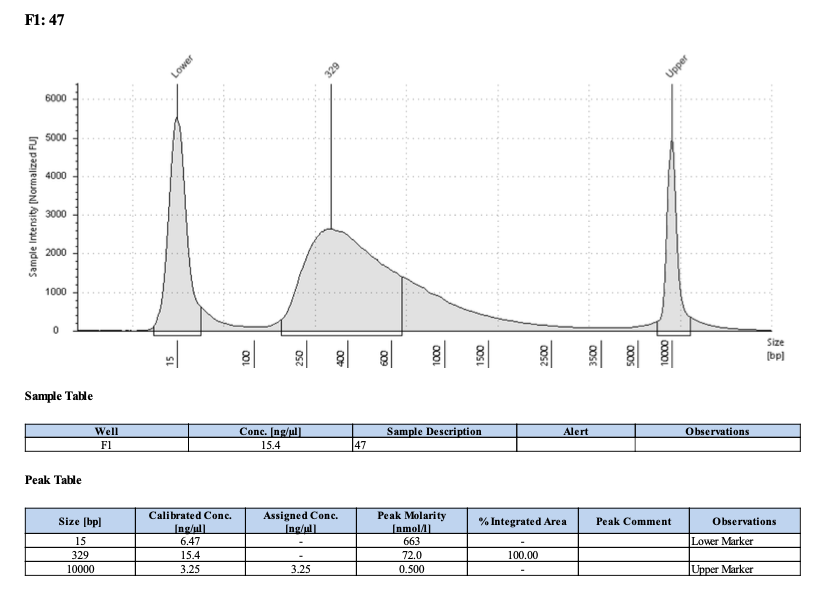 F1: 47
Lower
329
Upper
Sample Intensity [Normalized FU]
6000
5000
4000
3000
2000
1000
0
15
100
250
400
600
1000
1500
2500
3500
5000
10000
Size
[bp]
Sample Table
Well Conc. [ng/µl] Sample Description Alert Observations
F1 15.4 47
Peak Table
Size [bp] Calibrated Conc. [ng/µl] Assigned Conc. [ng/µl] Peak Molarity [nmol/l] % Integrated Area Peak Comment Observations
15 6.47 - 663 - Lower Marker
329 15.4 - 72.0 100.00
10000 3.25 3.25 0.500 - Upper Marker